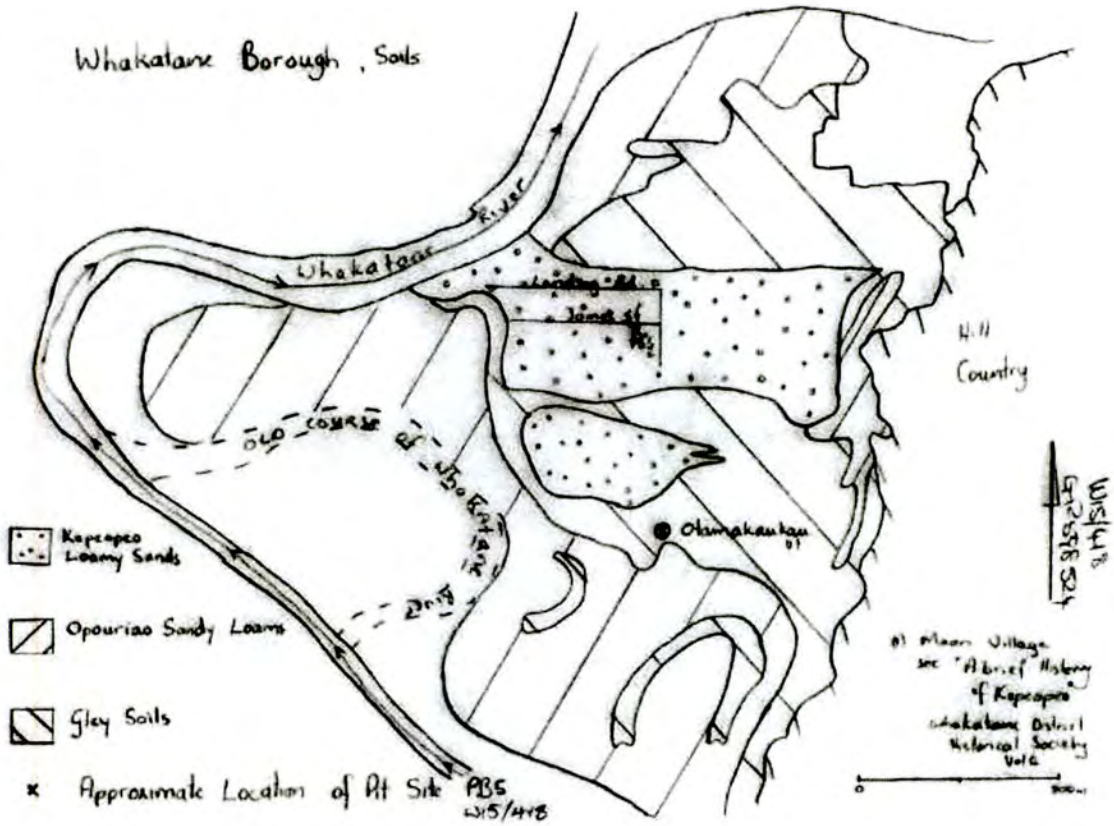 Whakatane Borough, Soils
Whakatane River
Landing Rd.
James st
Hill
Country
OLD COURSE OF Whakatane River
Otamakaukau
W15/418
Kopeopeo
Loamy Sands
Opouriao Sandy Loams
Gley Soils
x Approximate Location of Pit Site PB5
W15/418
Maori Village
see "A brief History
of Kopeopeo"
Whakatane District
Historical Society
0